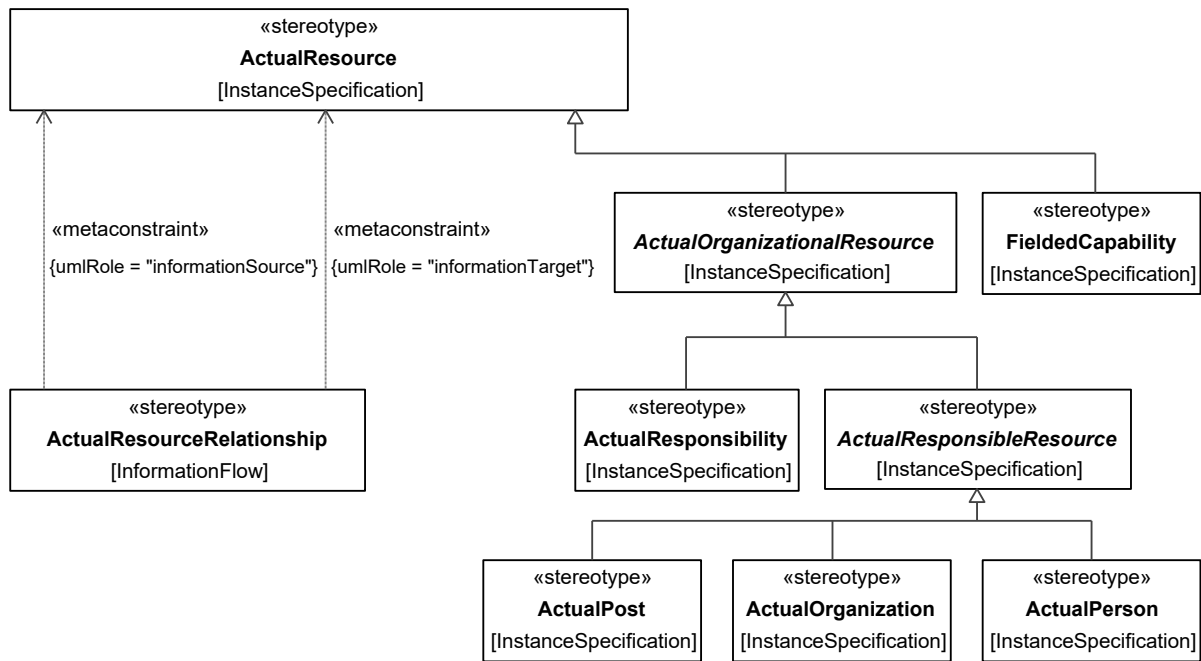 «stereotype»
ActualResource
[InstanceSpecification]
«metaconstraint»
{umlRole = "informationSource"}
«metaconstraint»
{umlRole = "informationTarget"}
«stereotype»
ActualOrganizationalResource
[InstanceSpecification]
«stereotype»
FieldedCapability
[InstanceSpecification]
«stereotype»
ActualResourceRelationship
[InformationFlow]
«stereotype»
ActualResponsibility
[InstanceSpecification]
«stereotype»
ActualResponsibleResource
[InstanceSpecification]
«stereotype»
ActualPost
[InstanceSpecification]
«stereotype»
ActualOrganization
[InstanceSpecification]
«stereotype»
ActualPerson
[InstanceSpecification]